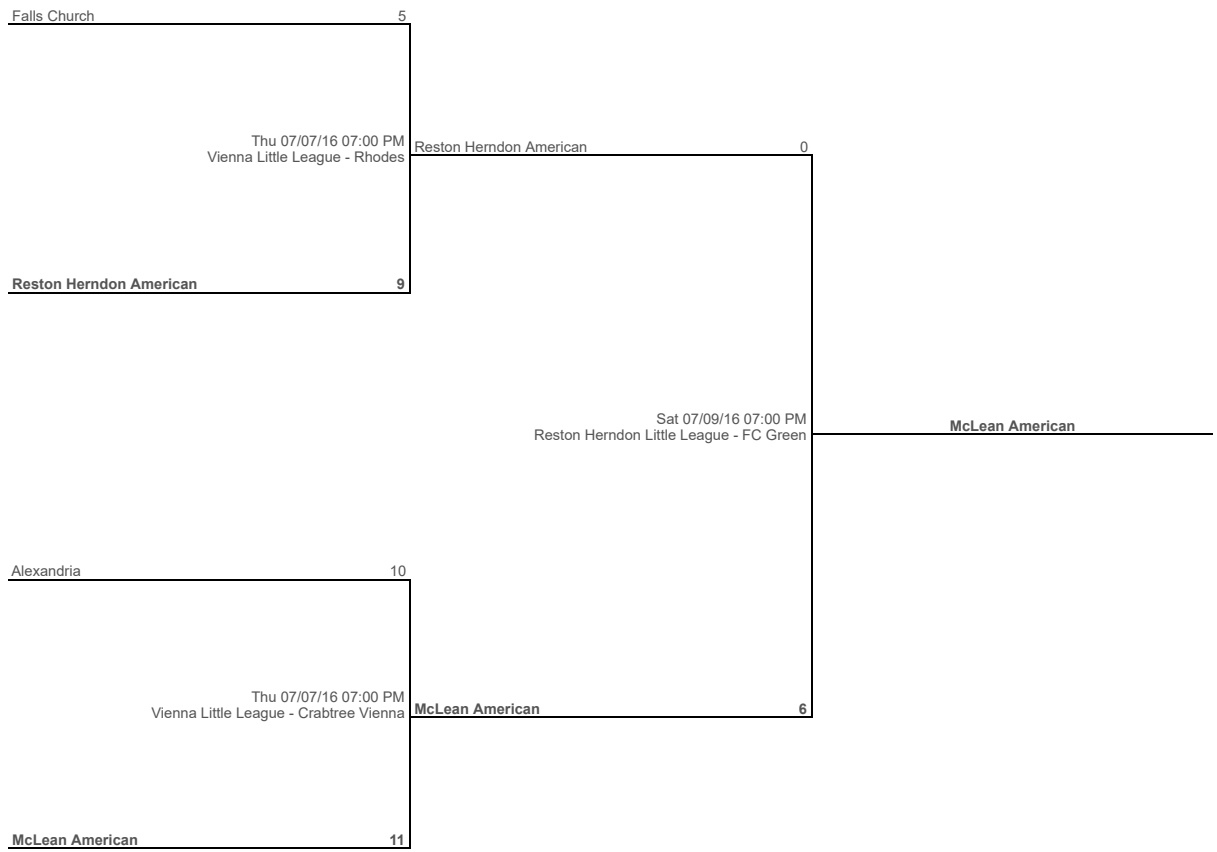 Falls Church 5
Thu 07/07/16 07:00 PM
Vienna Little League - Rhodes
Reston Herndon American 0
Reston Herndon American 9
Sat 07/09/16 07:00 PM
Reston Herndon Little League - FC Green
McLean American
Alexandria 10
Thu 07/07/16 07:00 PM
Vienna Little League - Crabtree Vienna
McLean American 6
McLean American 11